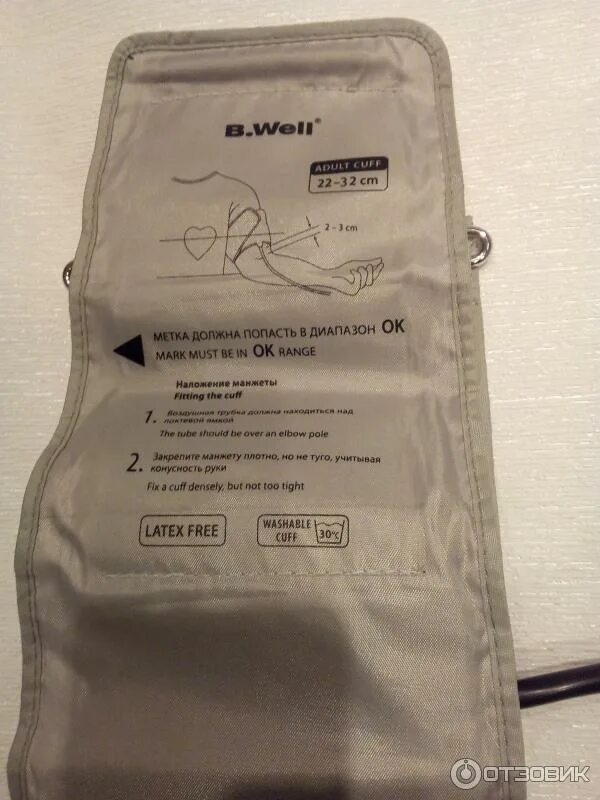 B.Well®
ADULT CUFF
22-32 cm
2-3 cm
МЕТКА ДОЛЖНА ПОПАСТЬ В ДИАПАЗОН OK
MARK MUST BE IN OK RANGE
Наложение манжеты
Fitting the cuff
1. Воздушная трубка должна находиться над
локтевой ямкой
The tube should be over an elbow pole
2. Закрепите манжету плотно, но не туго, учитывая
конусность руки
Fix a cuff densely, but not too tight
LATEX FREE
WASHABLE
CUFF
30°C
ОТЗОВИК